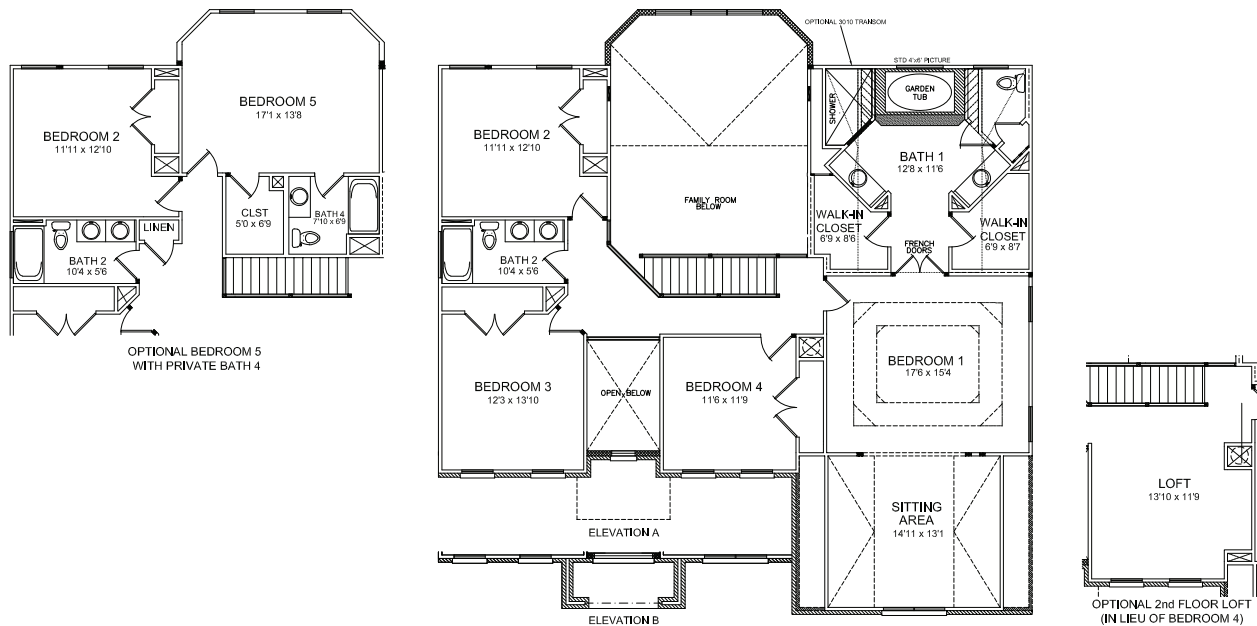 BEDROOM 5
17'1 x 13'8
BEDROOM 2
11'11 x 12'10
CLST
5'0 x 6'9
BATH 4
7'10 x 6'9
LINEN
BATH 2
10'4 x 5'6
OPTIONAL BEDROOM 5
WITH PRIVATE BATH 4
OPTIONAL 3010 TRANSOM
STD 4'x6' PICTURE
GARDEN
TUB
SHOWER
BEDROOM 2
11'11 x 12'10
BATH 1
12'8 x 11'6
FAMILY ROOM
BELOW
WALK-IN
CLOSET
6'9 x 8'6
WALK-IN
CLOSET
6'9 x 8'7
FRENCH
DOORS
BATH 2
10'4 x 5'6
BEDROOM 3
12'3 x 13'10
OPEN BELOW
BEDROOM 4
11'6 x 11'9
BEDROOM 1
17'6 x 15'4
SITTING
AREA
14'11 x 13'1
ELEVATION A
ELEVATION B
LOFT
13'10 x 11'9
OPTIONAL 2nd FLOOR LOFT
(IN LIEU OF BEDROOM 4)